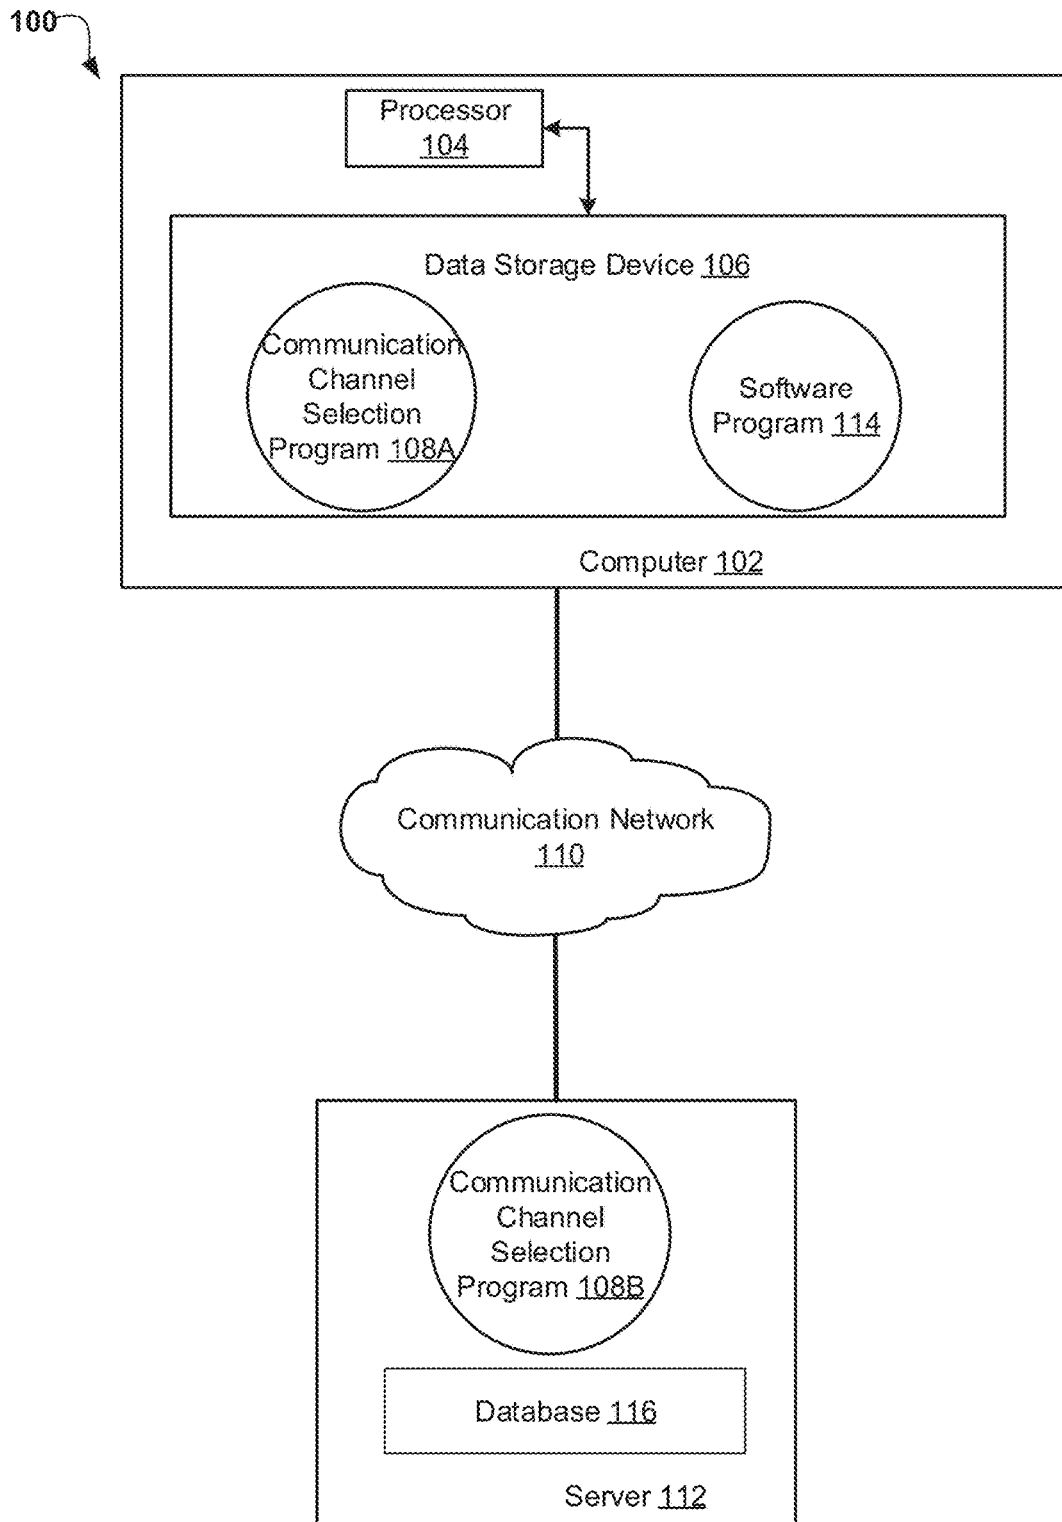 100
Processor
104
Data Storage Device 106
Communication
Channel
Selection
Program 108A
Software
Program 114
Computer 102
Communication Network
110
Communication
Channel
Selection
Program 108B
Database 116
Server 112